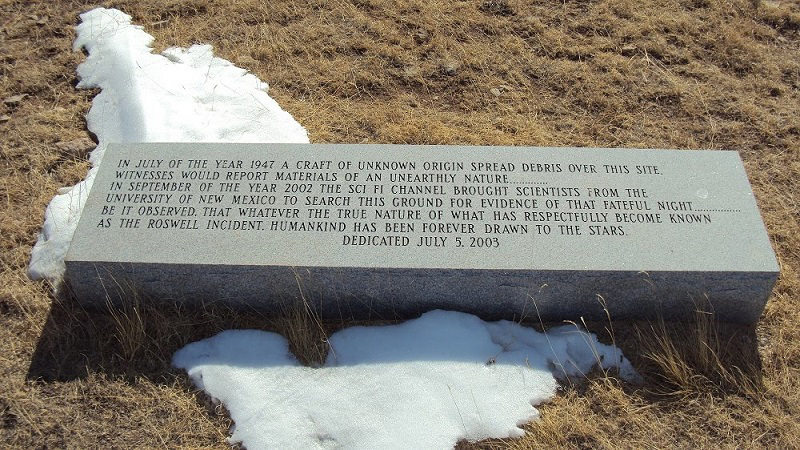 IN JULY OF THE YEAR 1947 A CRAFT OF UNKNOWN ORIGIN SPREAD DEBRIS OVER THIS SITE.
WITNESSES WOULD REPORT MATERIALS OF AN UNEARTHLY NATURE..............
IN SEPTEMBER OF THE YEAR 2002 THE SCI FI CHANNEL BROUGHT SCIENTISTS FROM THE
UNIVERSITY OF NEW MEXICO TO SEARCH THIS GROUND FOR EVIDENCE OF THAT FATEFUL NIGHT................
BE IT OBSERVED, THAT WHATEVER THE TRUE NATURE OF WHAT HAS RESPECTFULLY BECOME KNOWN
AS THE ROSWELL INCIDENT, HUMANKIND HAS BEEN FOREVER DRAWN TO THE STARS.
DEDICATED JULY 5, 2003